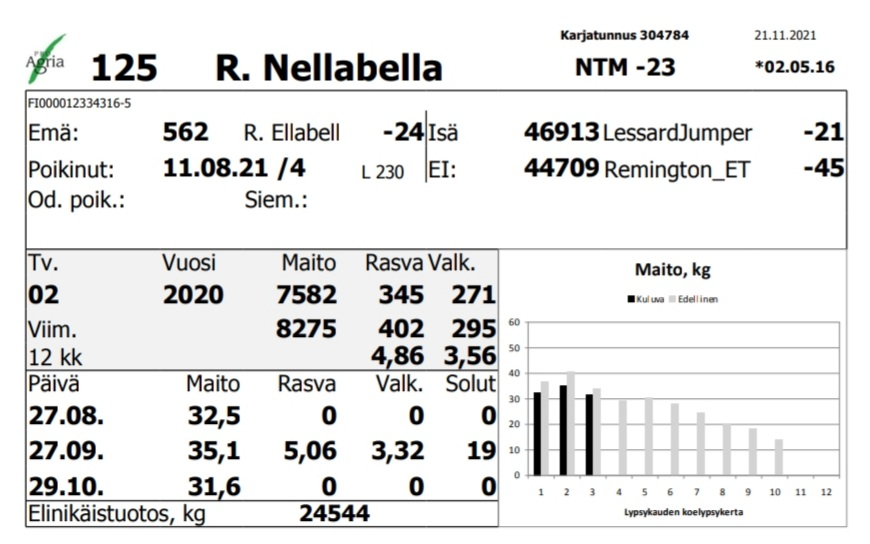 Karjatunnus 304784 21.11.2021
PRO
Agria 125 R. Nellabella NTM -23 *02.05.16
FI000012334316-5
Emä: 562 R. Ellabell -24 Isä 46913 LessardJumper -21
Poikinut: 11.08.21 /4 L 230 EI: 44709 Remington_ET -45
Od. poik.: Siem.:
Tv. Vuosi Maito Rasva Valk.
02 2020 7582 345 271
Viim. 8275 402 295
12 kk 4,86 3,56
Päivä Maito Rasva Valk. Solut
27.08. 32,5 0 0 0
27.09. 35,1 5,06 3,32 19
29.10. 31,6 0 0 0
Elinikäistuotos, kg 24544
Maito, kg
Kuluva Edellinen
60
50
40
30
20
10
0
1 2 3 4 5 6 7 8 9 10 11 12
Lypsykauden koelypsykerta